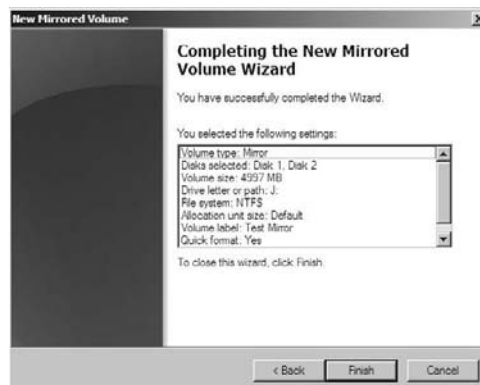 New Mirrored Volume
Completing the New Mirrored
Volume Wizard
You have successfully completed the Wizard.
You selected the following settings:
Volume type: Mirror
Disks selected: Disk 1, Disk 2
Volume size: 4997 MB
Drive letter or path: J:
File system: NTFS
Allocation unit size: Default
Volume label: Test Mirror
Quick format: Yes
To close this wizard, click Finish.
< Back
Finish
Cancel